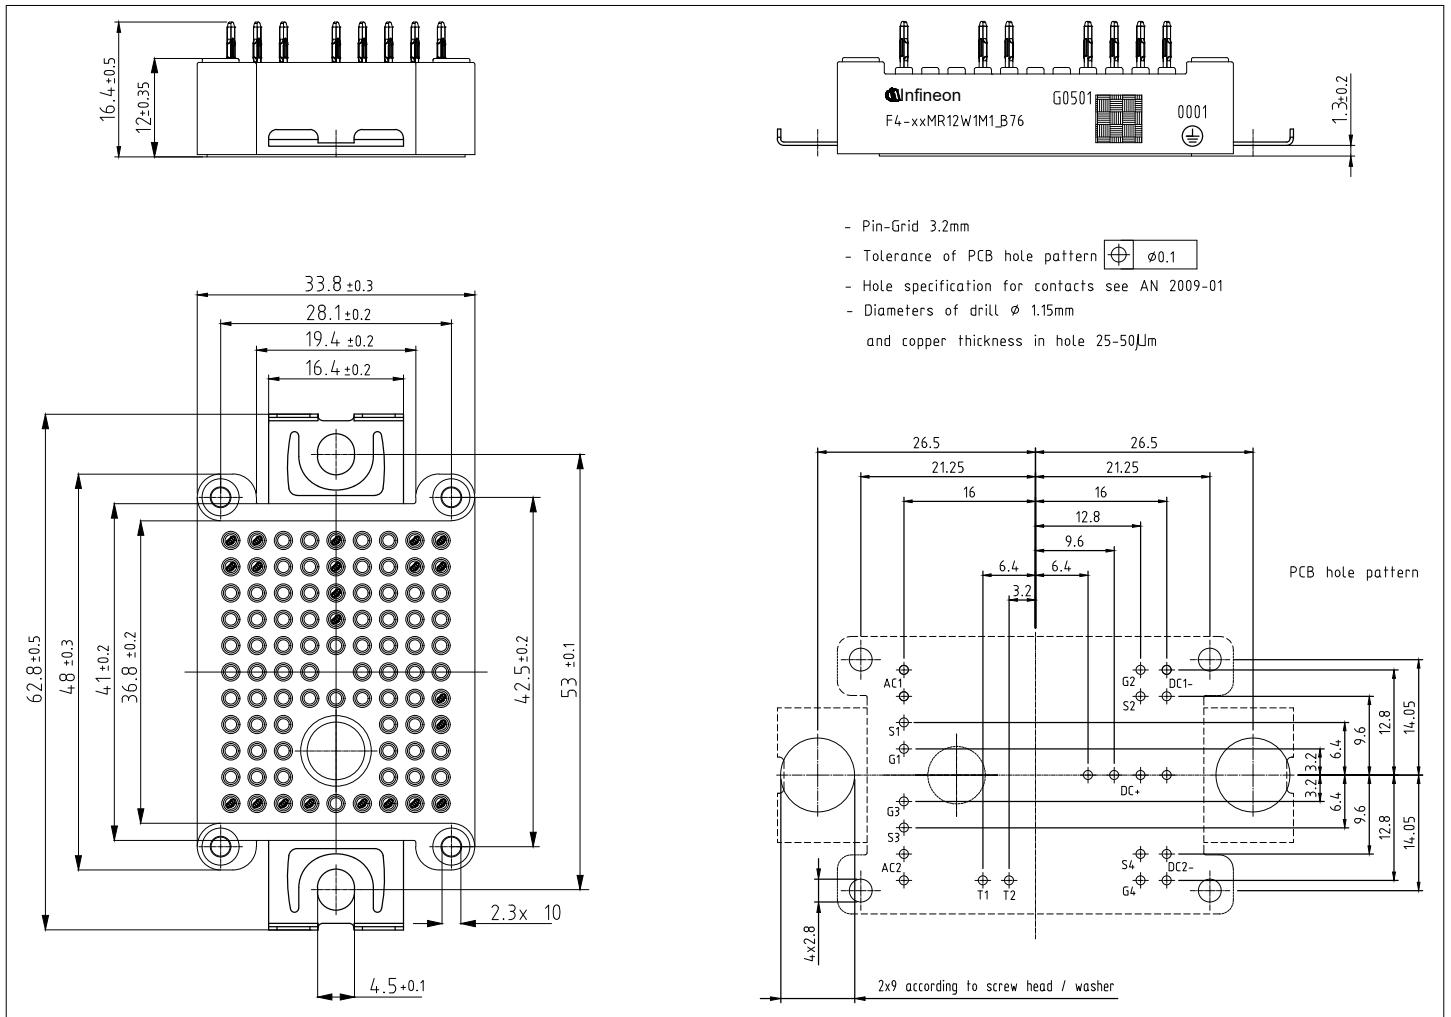 16.4 ±0.5
12±0.35
Infineon
F4-xxMR12W1M1_B76
G0501
0001
1.3±0.2
- Pin-Grid 3.2mm
- Tolerance of PCB hole pattern ⌀0.1
- Hole specification for contacts see AN 2009-01
- Diameters of drill ⌀ 1.15mm
and copper thickness in hole 25-50µm
33.8 ±0.3
28.1±0.2
19.4 ±0.2
16.4±0.2
62.8±0.5
48 ±0.3
41 ±0.2
36.8 ±0.2
42.5±0.2
53 ±0.1
2.3x 10
4.5±0.1
26.5 26.5
21.25 21.25
16 16
12.8
9.6
6.4 6.4
3.2
PCB hole pattern
AC1 G2 DC1-
S2
S1
G1
DC+
G3
S3
AC2 S4 DC2-
T1 T2 G4
3.2
6.4
9.6
12.8
14.05
3.2
6.4
9.6
12.8
14.05
4x2.8
2x9 according to screw head / washer